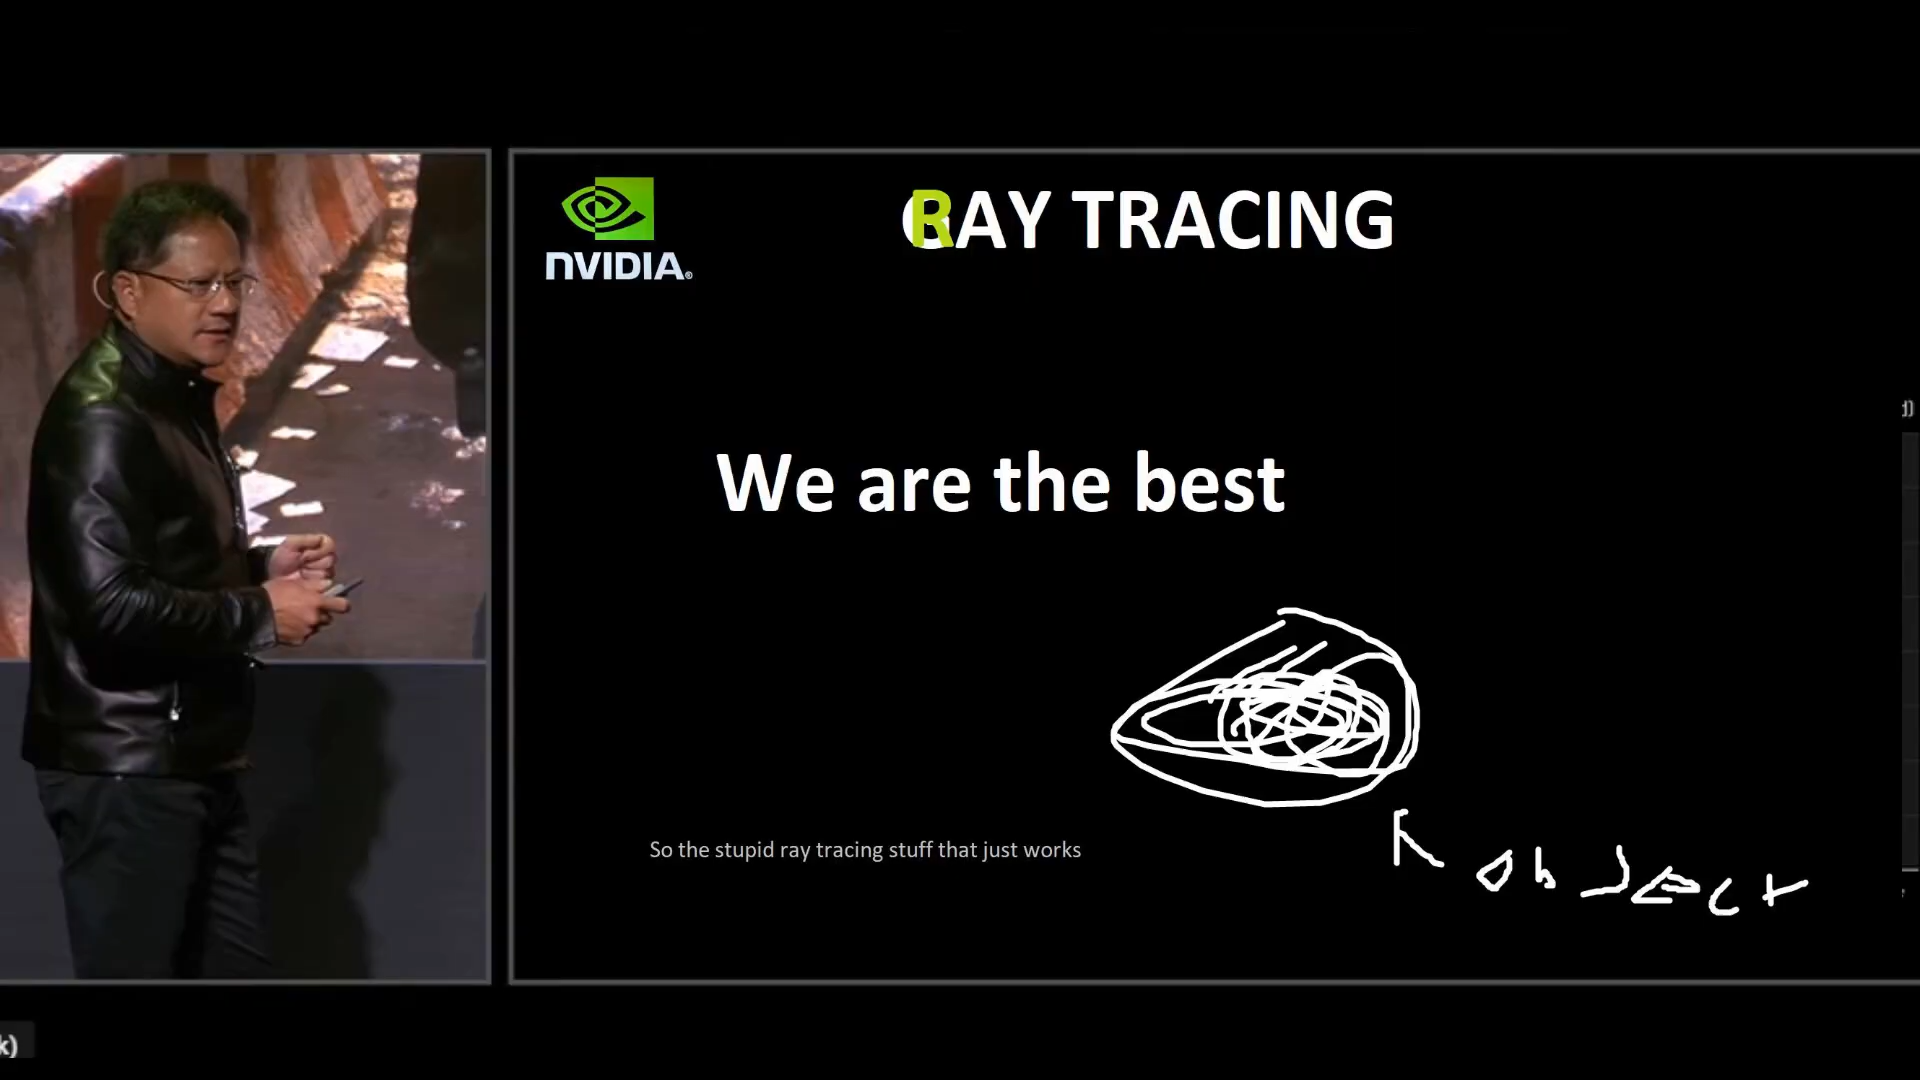 NVIDIA®
RAY TRACING
We are the best
So the stupid ray tracing stuff that just works
object
d)
k)